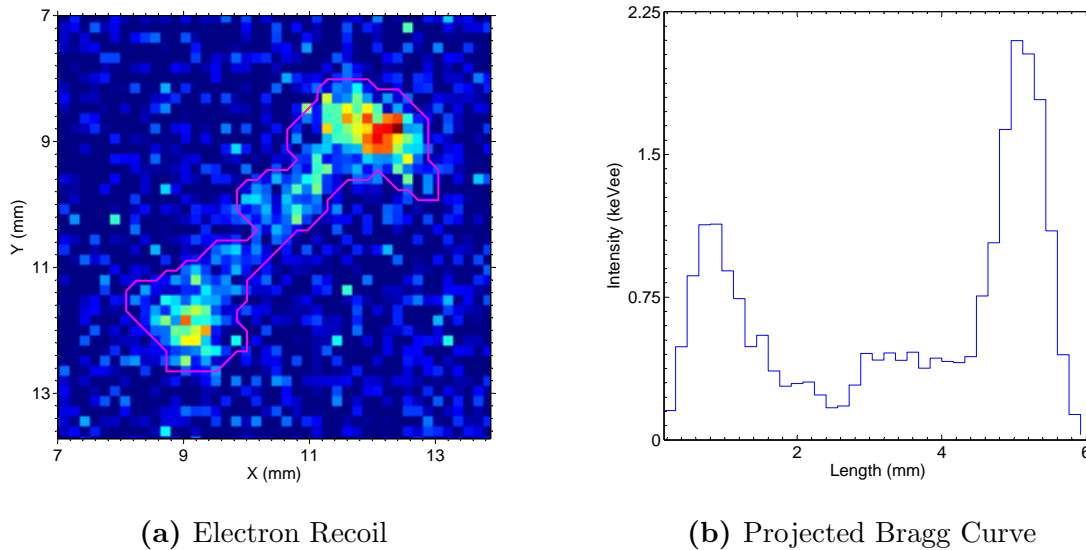 7
9
11
13
Y (mm)
7
9
11
13
X (mm)
2.25
1.5
0.75
0
Intensity (keVee)
2
4
6
Length (mm)
(a) Electron Recoil
(b) Projected Bragg Curve